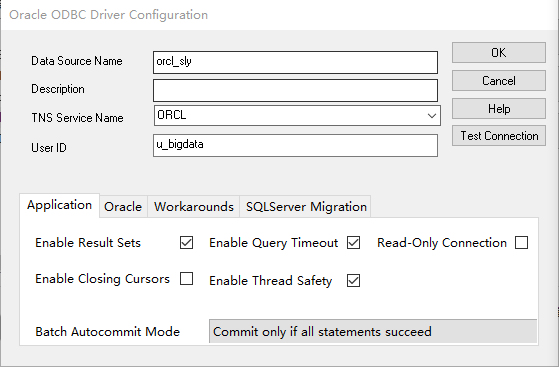 Oracle ODBC Driver Configuration
Data Source Name orcl_sly OK
Description Cancel
TNS Service Name ORCL Help
User ID u_bigdata Test Connection
Application Oracle Workarounds SQLServer Migration
Enable Result Sets Enable Query Timeout Read-Only Connection
Enable Closing Cursors Enable Thread Safety
Batch Autocommit Mode Commit only if all statements succeed